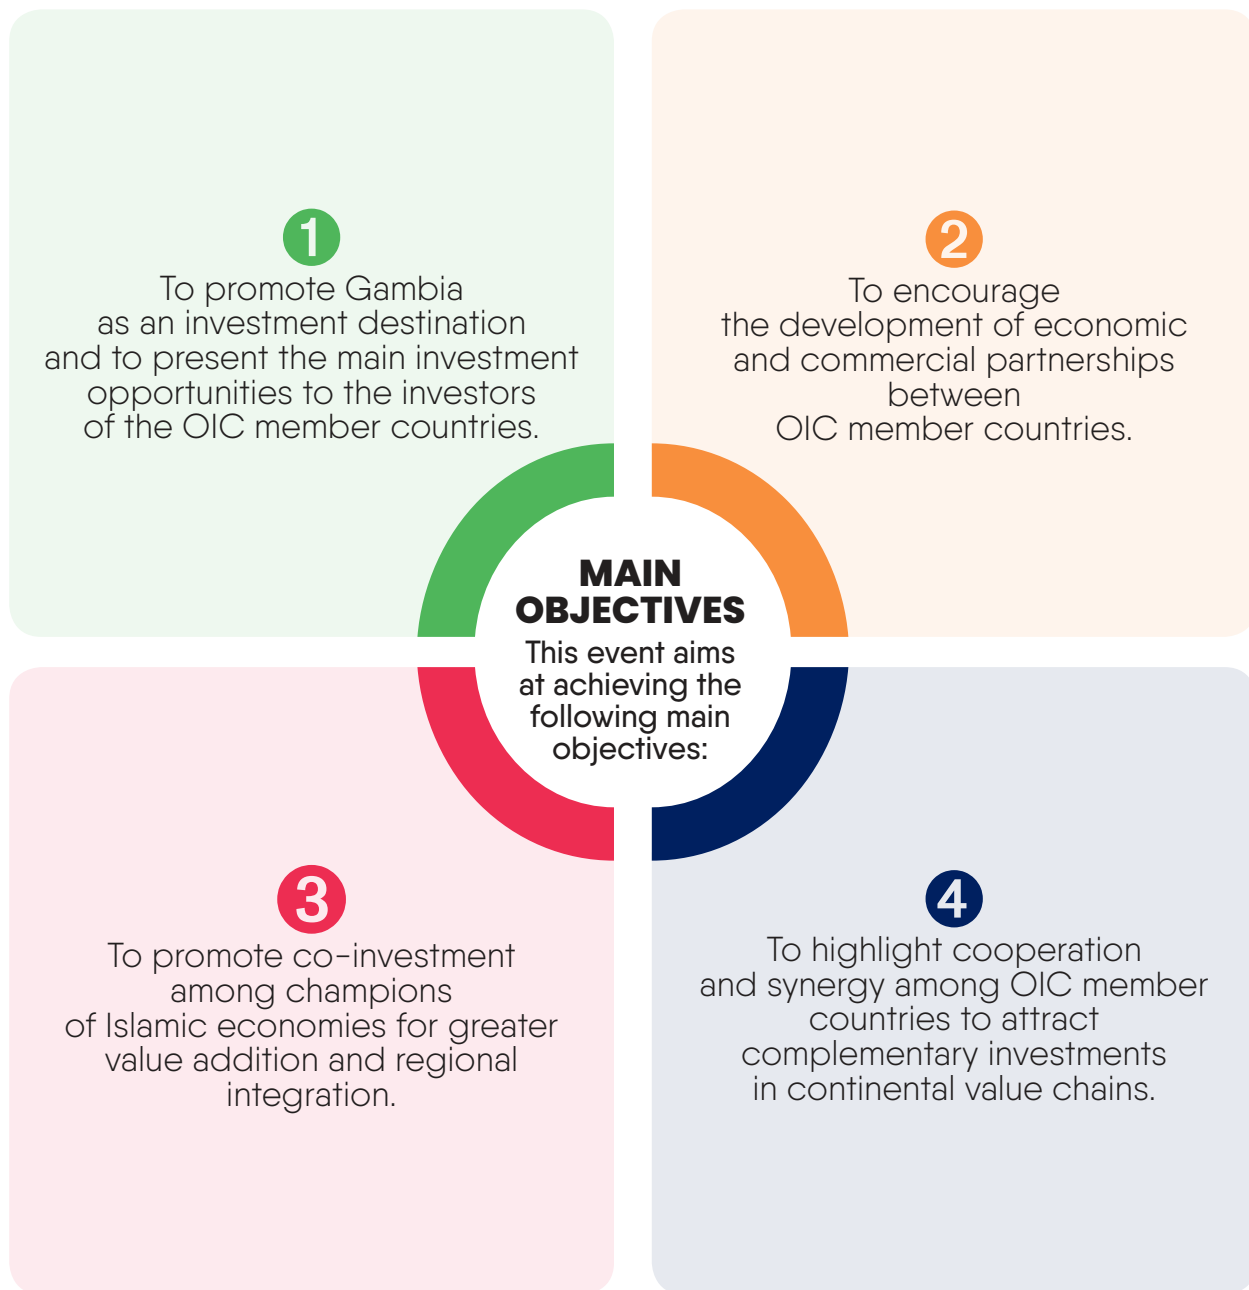 1
To promote Gambia
as an investment destination
and to present the main investment
opportunities to the investors
of the OIC member countries.
2
To encourage
the development of economic
and commercial partnerships
between
OIC member countries.
MAIN
OBJECTIVES
This event aims
at achieving the
following main
objectives:
3
To promote co-investment
among champions
of Islamic economies for greater
value addition and regional
integration.
4
To highlight cooperation
and synergy among OIC member
countries to attract
complementary investments
in continental value chains.